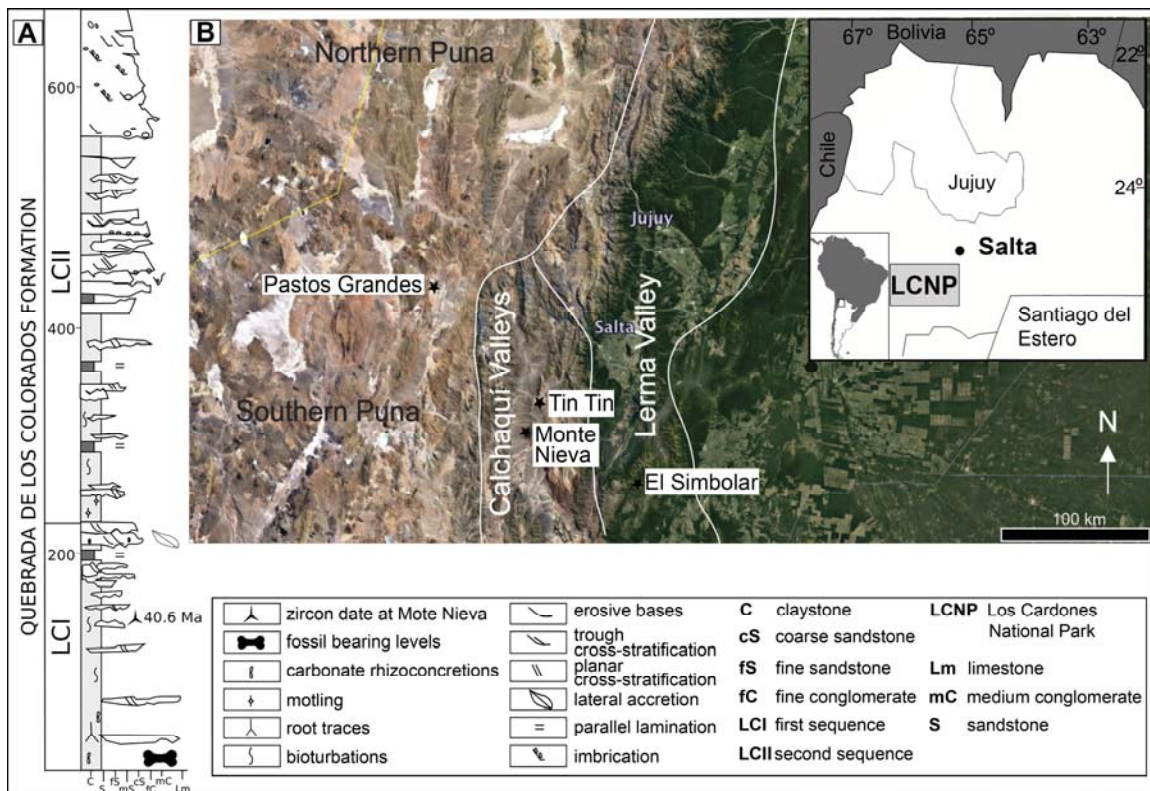 A
600
400
200
QUEBRADA DE LOS COLORADOS FORMATION
LCII
LCI
40.6 Ma
C
S
fS
mS
cS
fC
mC
Lm
B
Northern Puna
Southern Puna
Pastos Grandes
Calchaqui Valleys
Lerma Valley
Jujuy
Salta
Tin Tin
Monte
Nieva
El Simbolar
N
100 km
67º
Bolivia
65º
63º
22º
24º
Chile
Jujuy
Salta
LCNP
Santiago del
Estero
zircon date at Mote Nieva
fossil bearing levels
carbonate rhizoconcretions
motling
root traces
bioturbations
erosive bases
trough
cross-stratification
planar
cross-stratification
lateral accretion
parallel lamination
imbrication
C claystone
cS coarse sandstone
fS fine sandstone
fC fine conglomerate
LCI first sequence
LCII second sequence
LCNP Los Cardones
National Park
Lm limestone
mC medium conglomerate
S sandstone